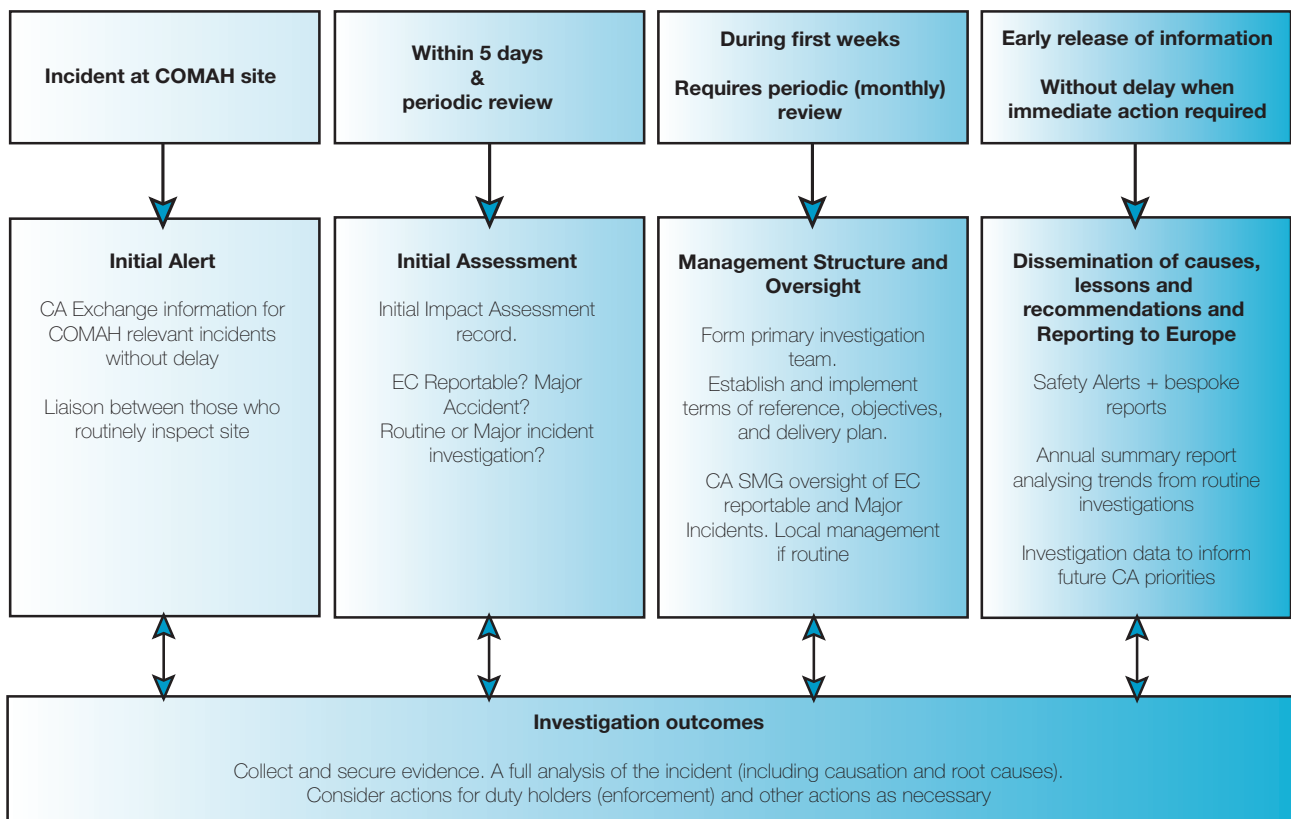 Incident at COMAH site
Within 5 days
&
periodic review
During first weeks
Requires periodic (monthly)
review
Early release of information
Without delay when
immediate action required
Initial Alert
CA Exchange information for
COMAH relevant incidents
without delay
Liaison between those who
routinely inspect site
Initial Assessment
Initial Impact Assessment
record.
EC Reportable? Major
Accident?
Routine or Major incident
investigation?
Management Structure and
Oversight
Form primary investigation
team.
Establish and implement
terms of reference, objectives,
and delivery plan.
CA SMG oversight of EC
reportable and Major
Incidents. Local management
if routine
Dissemination of causes,
lessons and
recommendations and
Reporting to Europe
Safety Alerts + bespoke
reports
Annual summary report
analysing trends from routine
investigations
Investigation data to inform
future CA priorities
Investigation outcomes
Collect and secure evidence. A full analysis of the incident (including causation and root causes).
Consider actions for duty holders (enforcement) and other actions as necessary